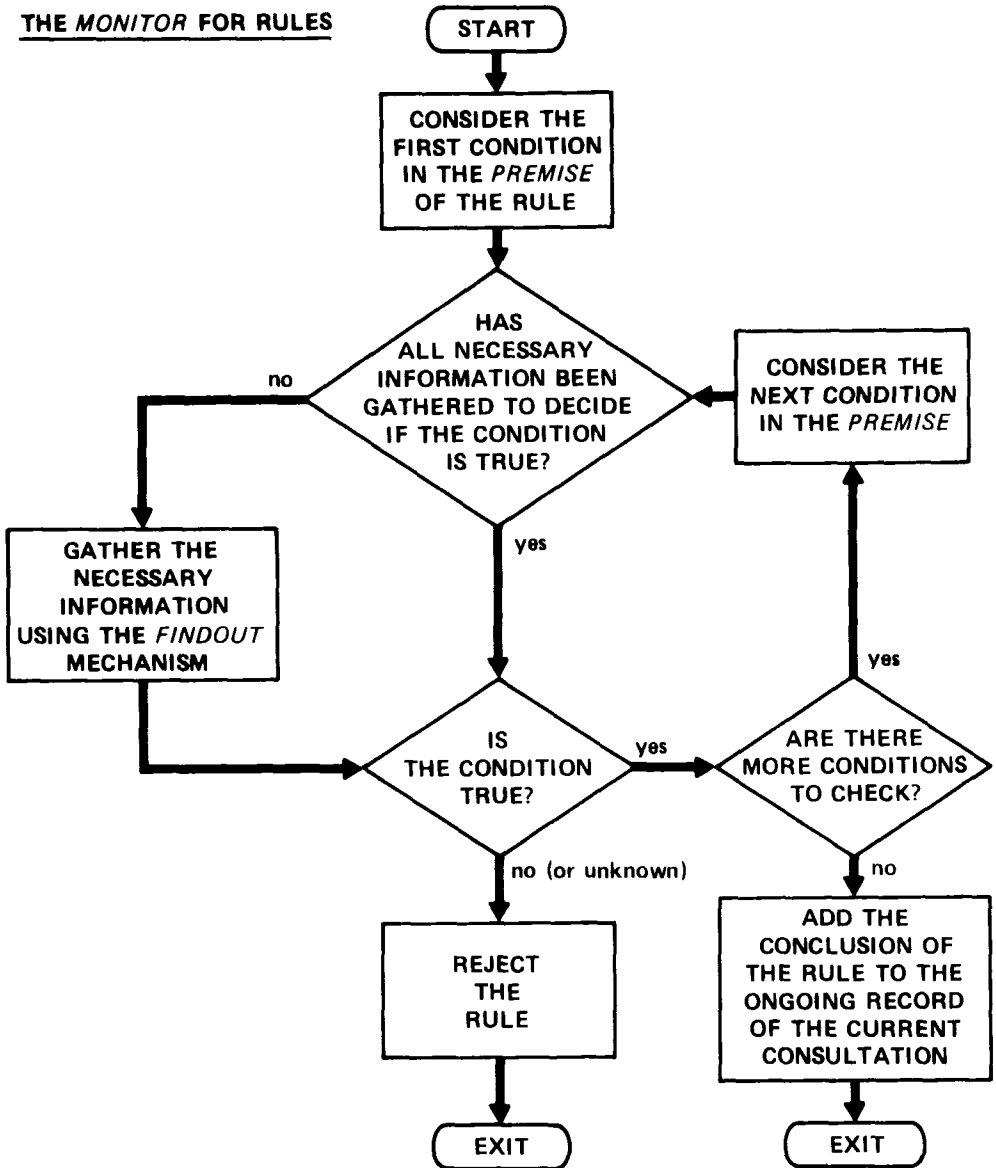 THE MONITOR FOR RULES
START
CONSIDER THE
FIRST CONDITION
IN THE PREMISE
OF THE RULE
HAS
ALL NECESSARY
INFORMATION BEEN
GATHERED TO DECIDE
IF THE CONDITION
IS TRUE?
no
yes
CONSIDER THE
NEXT CONDITION
IN THE PREMISE
GATHER THE
NECESSARY
INFORMATION
USING THE FINDOUT
MECHANISM
IS
THE CONDITION
TRUE?
yes
no (or unknown)
ARE THERE
MORE CONDITIONS
TO CHECK?
yes
no
REJECT
THE
RULE
ADD THE
CONCLUSION OF
THE RULE TO THE
ONGOING RECORD
OF THE CURRENT
CONSULTATION
EXIT
EXIT